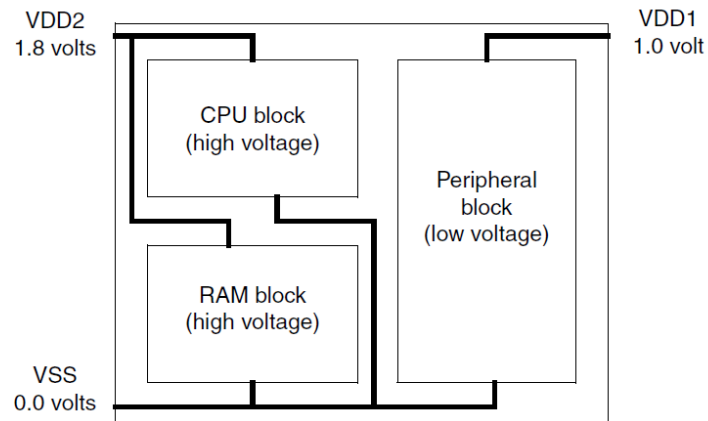 VDD2
1.8 volts
VDD1
1.0 volt
CPU block
(high voltage)
Peripheral
block
(low voltage)
RAM block
(high voltage)
VSS
0.0 volts